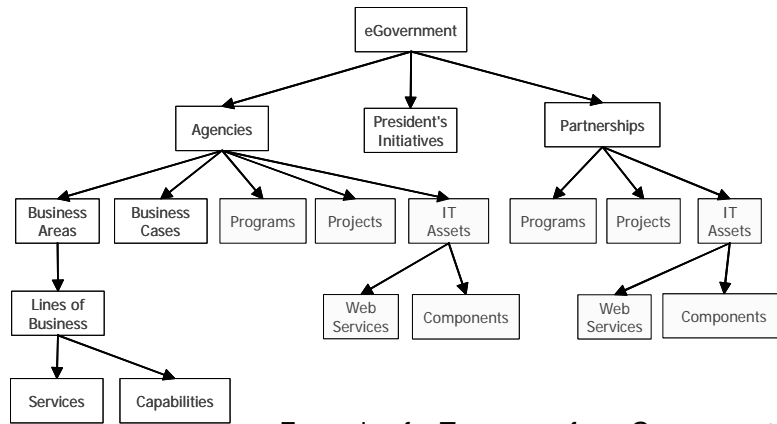 eGovernment
Agencies
President's
Initiatives
Partnerships
Business
Areas
Business
Cases
Programs
Projects
IT
Assets
Programs
Projects
IT
Assets
Lines of
Business
Web
Services
Components
Web
Services
Components
Services
Capabilities